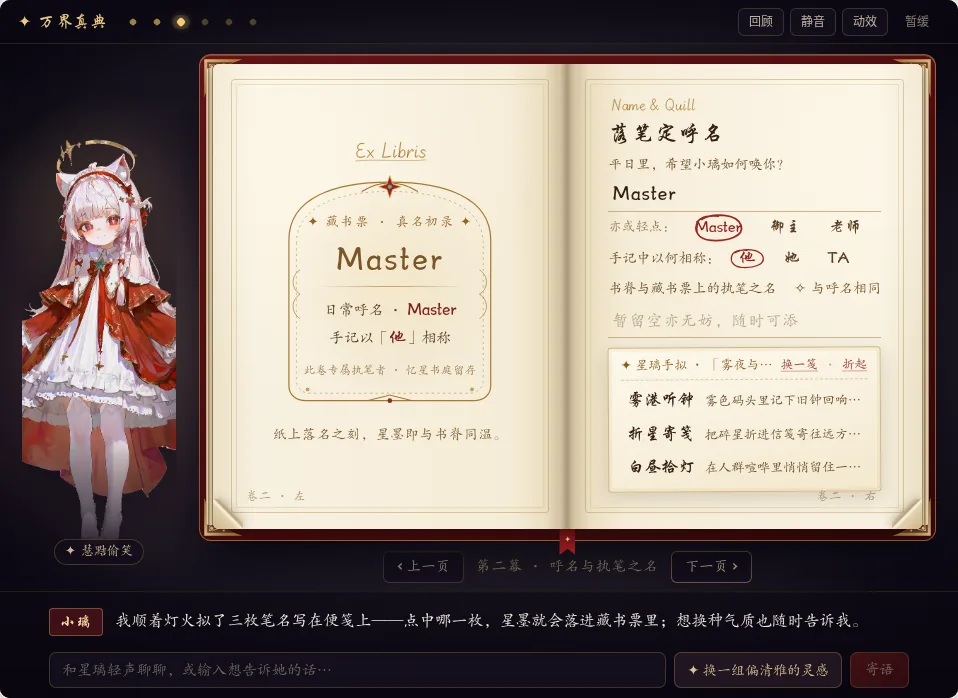 ✦ 万界真典
回顾 静音 动效 暂缓
Ex Libris
✦ 藏书票 · 真名初录 ✦
Master
日常呼名 · Master
手记以「他」相称
此卷专属执笔者 · 忆星书庭留存
纸上落名之刻，星墨即与书脊同温。
卷二 · 左
Name & Quill
落笔定呼名
平日里，希望小璃如何唤你？
Master
亦或轻点： Master 御主 老师
手记中以何相称： 他 她 TA
书脊与藏书票上的执笔之名 ✧ 与呼名相同
暂留空亦无妨，随时可添
✦ 星璃手拟 · 「雾夜与… 换一笺 · 折起
雾港听钟 雾色码头里记下旧钟回响…
折星寄笺 把碎星折进信笺寄往远方…
白昼拾灯 在人群喧哗里悄悄留住一…
卷二 · 右
✦ 慧黠偷笑
‹ 上一页 第二幕 · 呼名与执笔之名 下一页 ›
小璃 我顺着灯火拟了三枚笔名写在便笺上——点中哪一枚，星墨就会落进藏书票里；想换种气质也随时告诉我。
和星璃轻声聊聊，或输入想告诉她的话… ✦ 换一组偏清雅的灵感 寄语